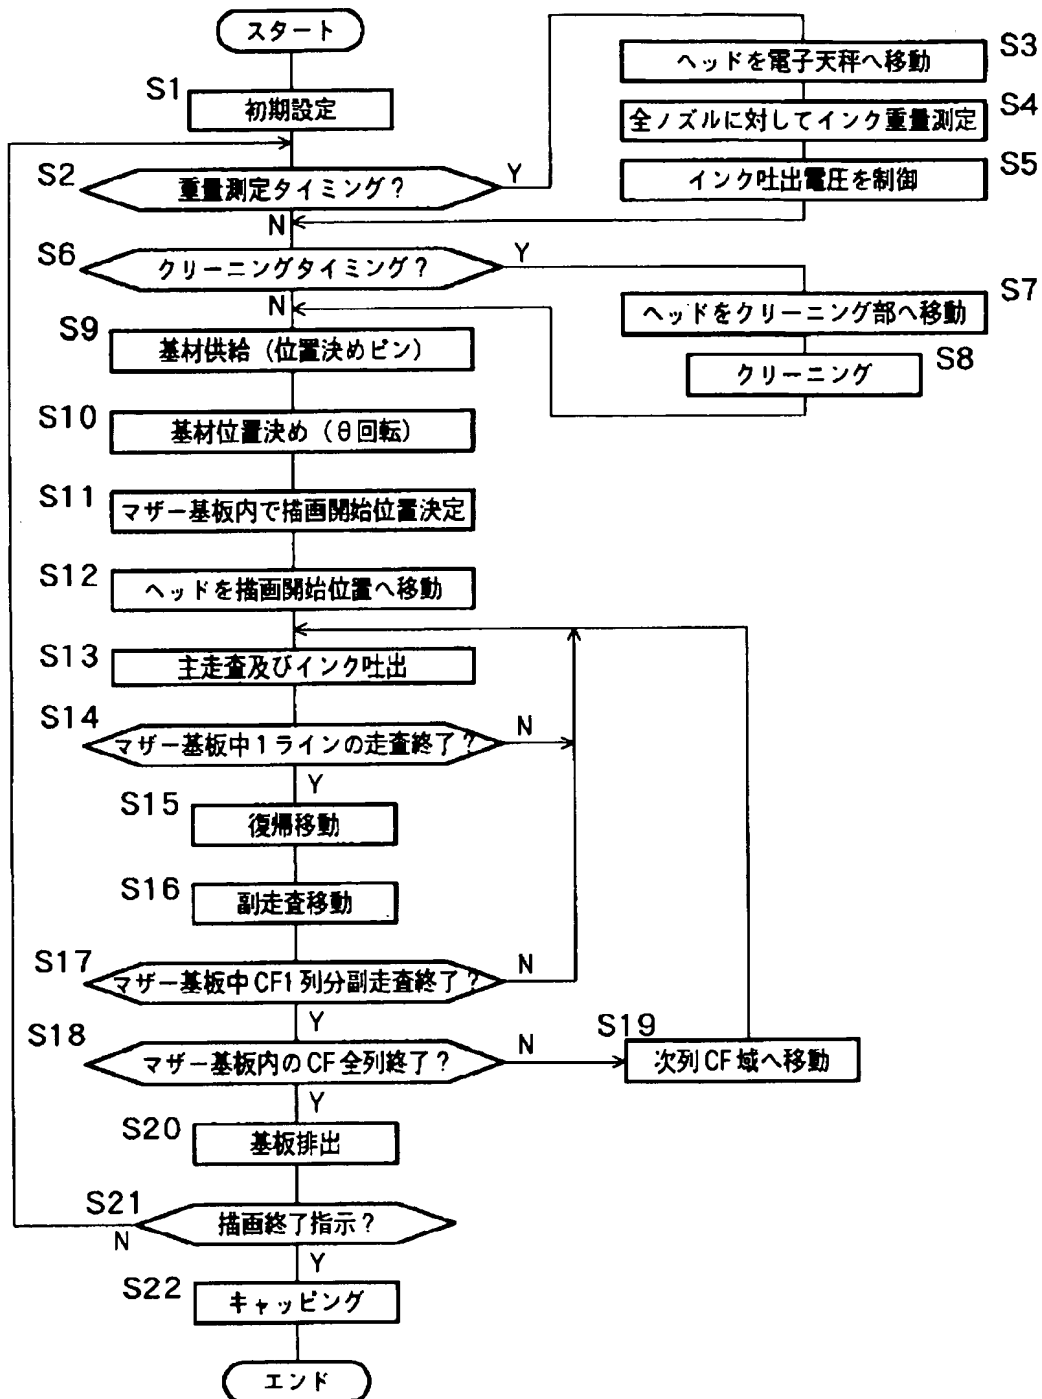 スタート
S1
初期設定
S2
重量測定タイミング?
Y
N
S3
ヘッドを電子天秤へ移動
S4
全ノズルに対してインク重量測定
S5
インク吐出電圧を制御
S6
クリーニングタイミング?
Y
N
S7
ヘッドをクリーニング部へ移動
S8
クリーニング
S9
基材供給(位置決めピン)
S10
基材位置決め(θ回転)
S11
マザー基板内で描画開始位置決定
S12
ヘッドを描画開始位置へ移動
S13
主走査及びインク吐出
S14
マザー基板中1ラインの走査終了?
N
Y
S15
復帰移動
S16
副走査移動
S17
マザー基板中CF1列分副走査終了?
N
Y
S18
マザー基板内のCF全列終了?
N
Y
S19
次列CF域へ移動
S20
基板排出
S21
描画終了指示?
N
Y
S22
キャッピング
エンド